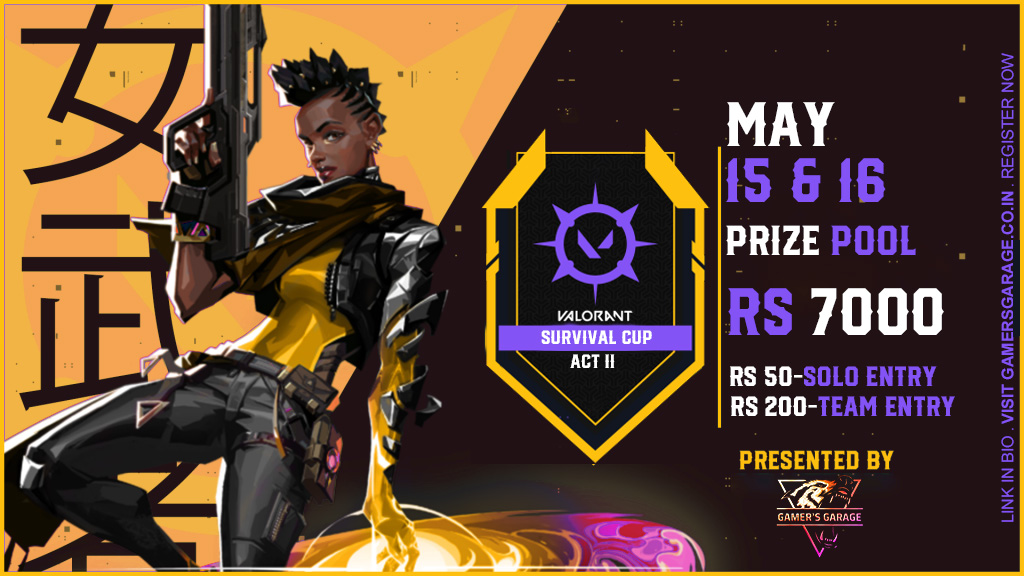 女
武
MAY
15 & 16
PRIZE POOL
RS 7000
VALORANT
SURVIVAL CUP
ACT II
RS 50-SOLO ENTRY
RS 200-TEAM ENTRY
PRESENTED BY
GAMER'S GARAGE
LINK IN BIO . VISIT GAMERSGARAGE.CO.IN . REGISTER NOW